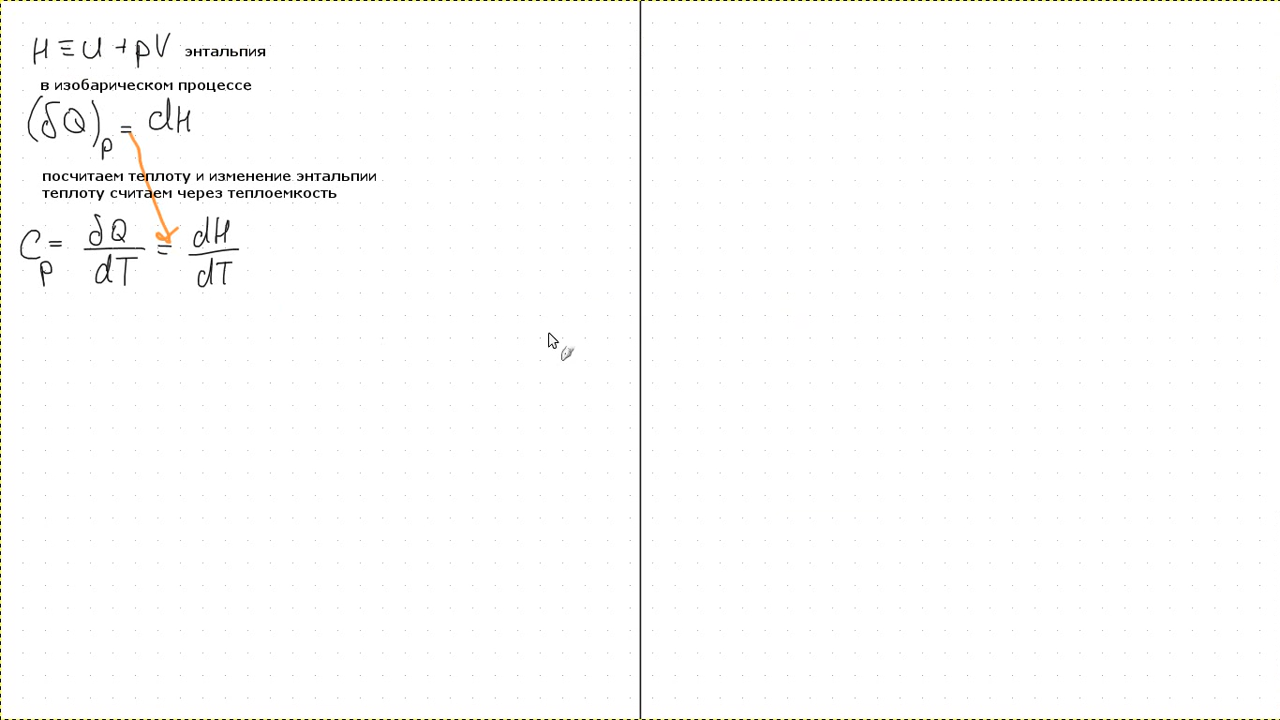 H ≡ U + pV энтальпия
в изобарическом процессе
(δQ)p = dH
посчитаем теплоту и изменение энтальпии
теплоту считаем через теплоемкость
Cp = δQ/dT = dH/dT